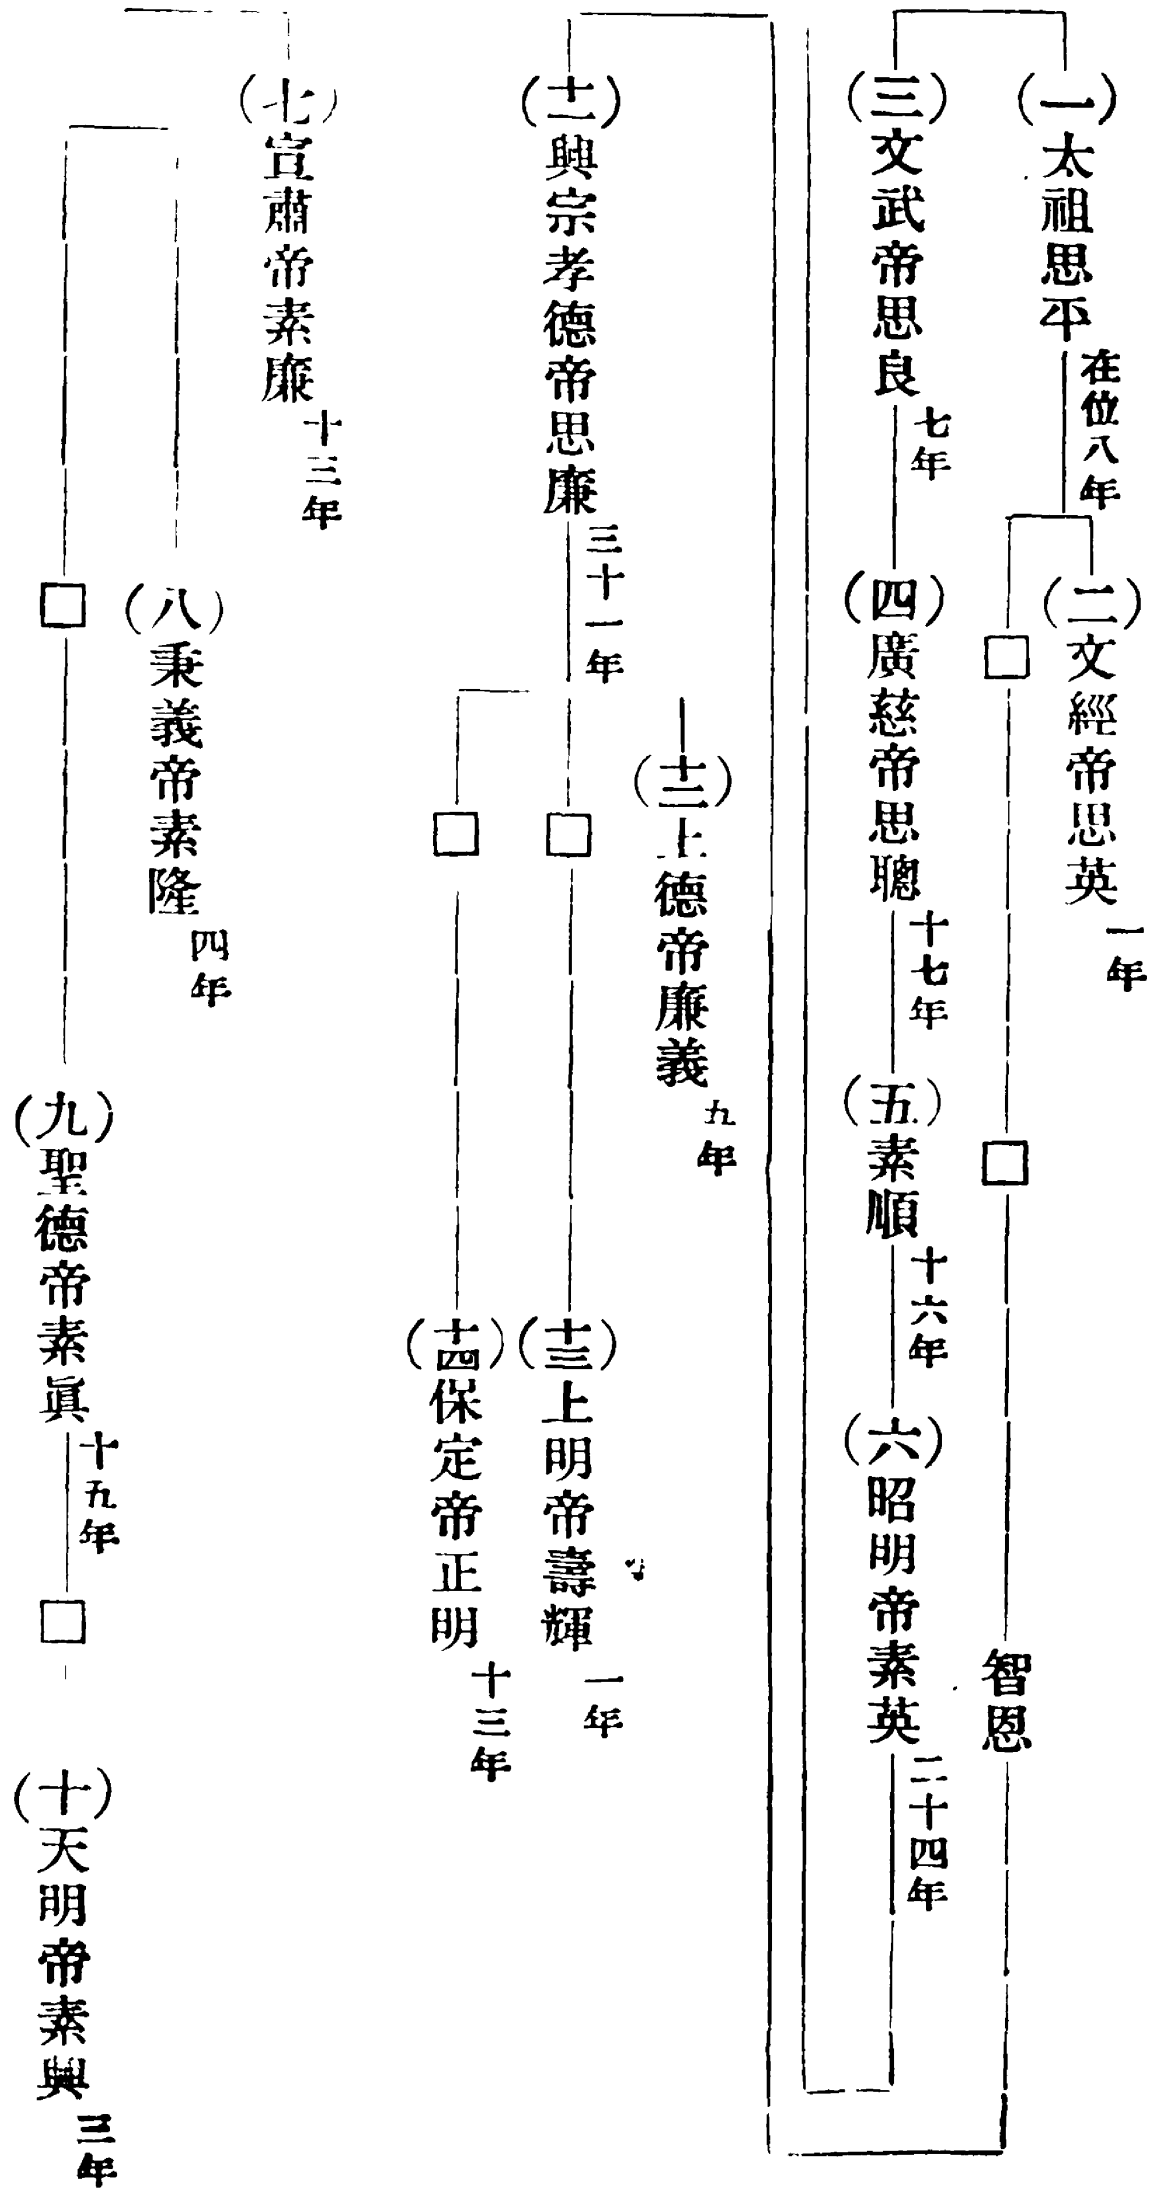 (一)太祖思平 在位八年
(二)文經帝思英 一年
□
□
智恩
(三)文武帝思良 七年
(四)廣慈帝思聰 十七年
(五)素順 十六年
(六)昭明帝素英 二十四年
(十一)興宗孝德帝思廉 三十一年
(十二)上德帝廉義 九年
□
(十三)上明帝壽輝 一年
□
(十四)保定帝正明 十三年
(七)宣肅帝素廉 十三年
(八)秉義帝素隆 四年
□
(九)聖德帝素眞 十五年
□
(十)天明帝素興 三年